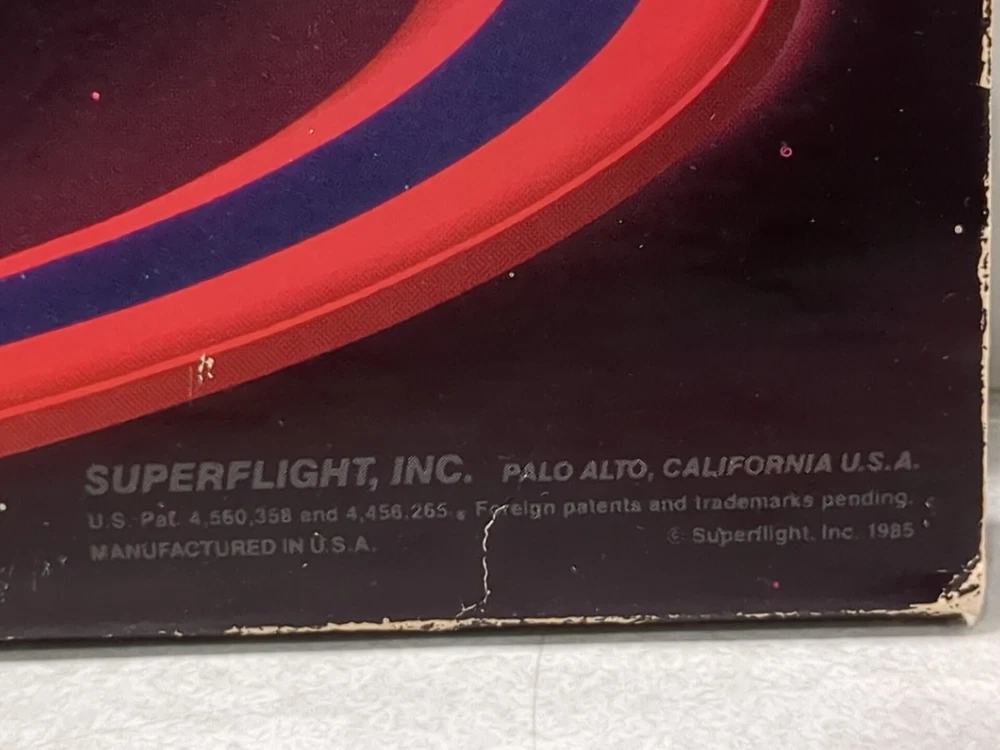 SUPERFLIGHT, INC. PALO ALTO, CALIFORNIA U.S.A.
U.S. Pat. 4,560,358 and 4,456,265. Foreign patents and trademarks pending.
MANUFACTURED IN U.S.A. © Superflight, Inc. 1985